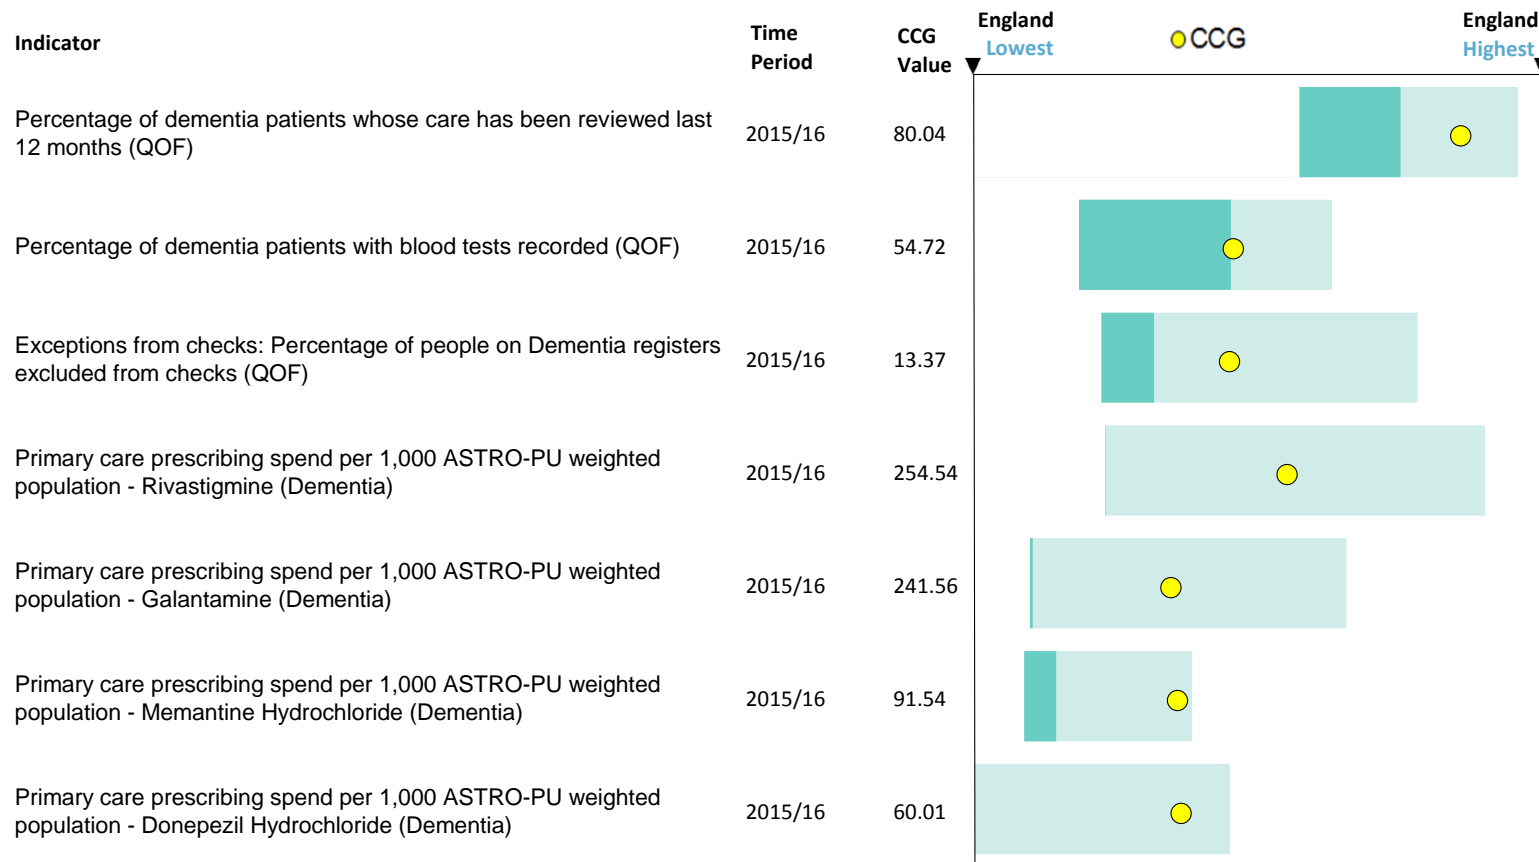 Indicator
Time
Period
CCG
Value
England
Lowest
CCG
England
Highest
Percentage of dementia patients whose care has been reviewed last
12 months (QOF)
2015/16
80.04
Percentage of dementia patients with blood tests recorded (QOF)
2015/16
54.72
Exceptions from checks: Percentage of people on Dementia registers
excluded from checks (QOF)
2015/16
13.37
Primary care prescribing spend per 1,000 ASTRO-PU weighted
population - Rivastigmine (Dementia)
2015/16
254.54
Primary care prescribing spend per 1,000 ASTRO-PU weighted
population - Galantamine (Dementia)
2015/16
241.56
Primary care prescribing spend per 1,000 ASTRO-PU weighted
population - Memantine Hydrochloride (Dementia)
2015/16
91.54
Primary care prescribing spend per 1,000 ASTRO-PU weighted
population - Donepezil Hydrochloride (Dementia)
2015/16
60.01